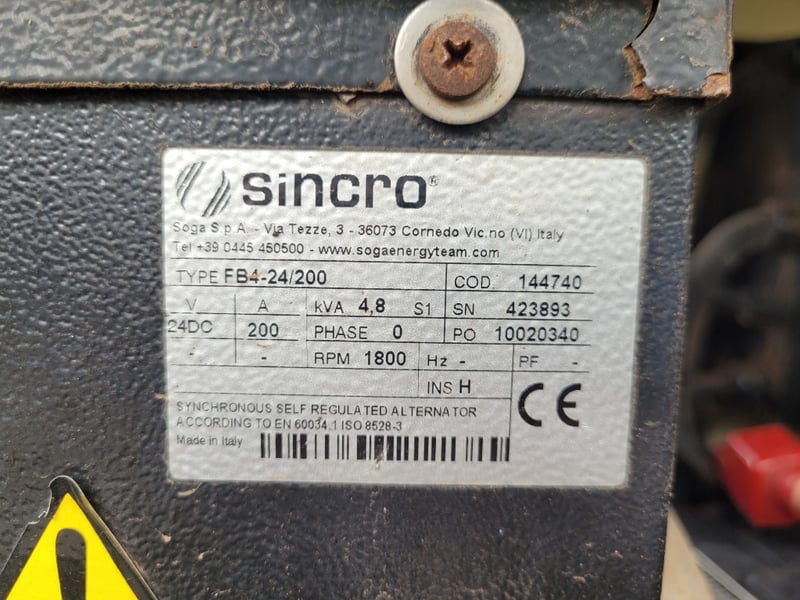 sincro®
Soga S.p.A. - Via Tezze, 3 - 36073 Cornedo Vic.no (VI) Italy
Tel +39 0445 450500 - www.sogaenergyteam.com
TYPE FB4-24/200 COD. 144740
V A kVA 4,8 S1 SN 423893
24DC 200 PHASE 0 PO 10020340
- - RPM 1800 Hz - PF -
INS H
CE
SYNCHRONOUS SELF REGULATED ALTERNATOR
ACCORDING TO EN 60034.1 ISO 8528-3
Made in Italy